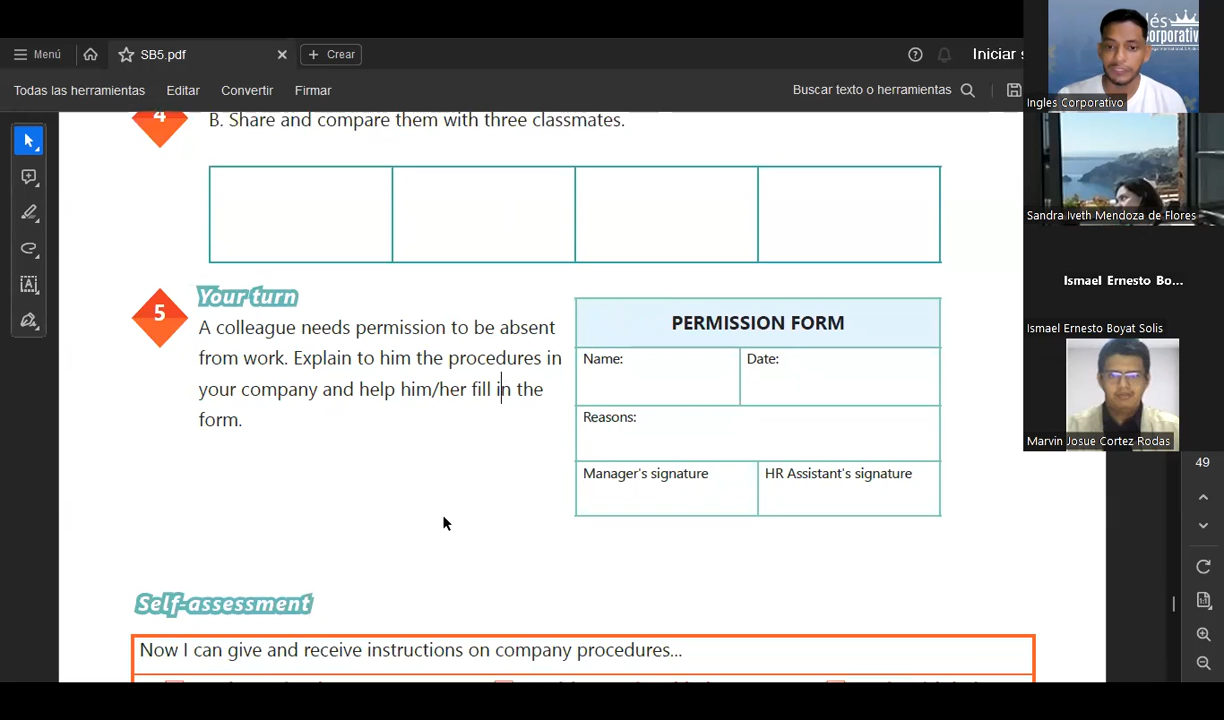 Menú
SB5.pdf
Crear
Iniciar s
Todas las herramientas
Editar
Convertir
Firmar
Buscar texto o herramientas
4
B. Share and compare them with three classmates.
5
Your turn
A colleague needs permission to be absent
from work. Explain to him the procedures in
your company and help him/her fill in the
form.
PERMISSION FORM
Name:
Date:
Reasons:
Manager's signature
HR Assistant's signature
Self-assessment
Now I can give and receive instructions on company procedures...
és
Corporativ
Ingles Corporativo
Sandra Iveth Mendoza de Flores
Ismael Ernesto Bo...
Ismael Ernesto Boyat Solis
Marvin Josue Cortez Rodas
49